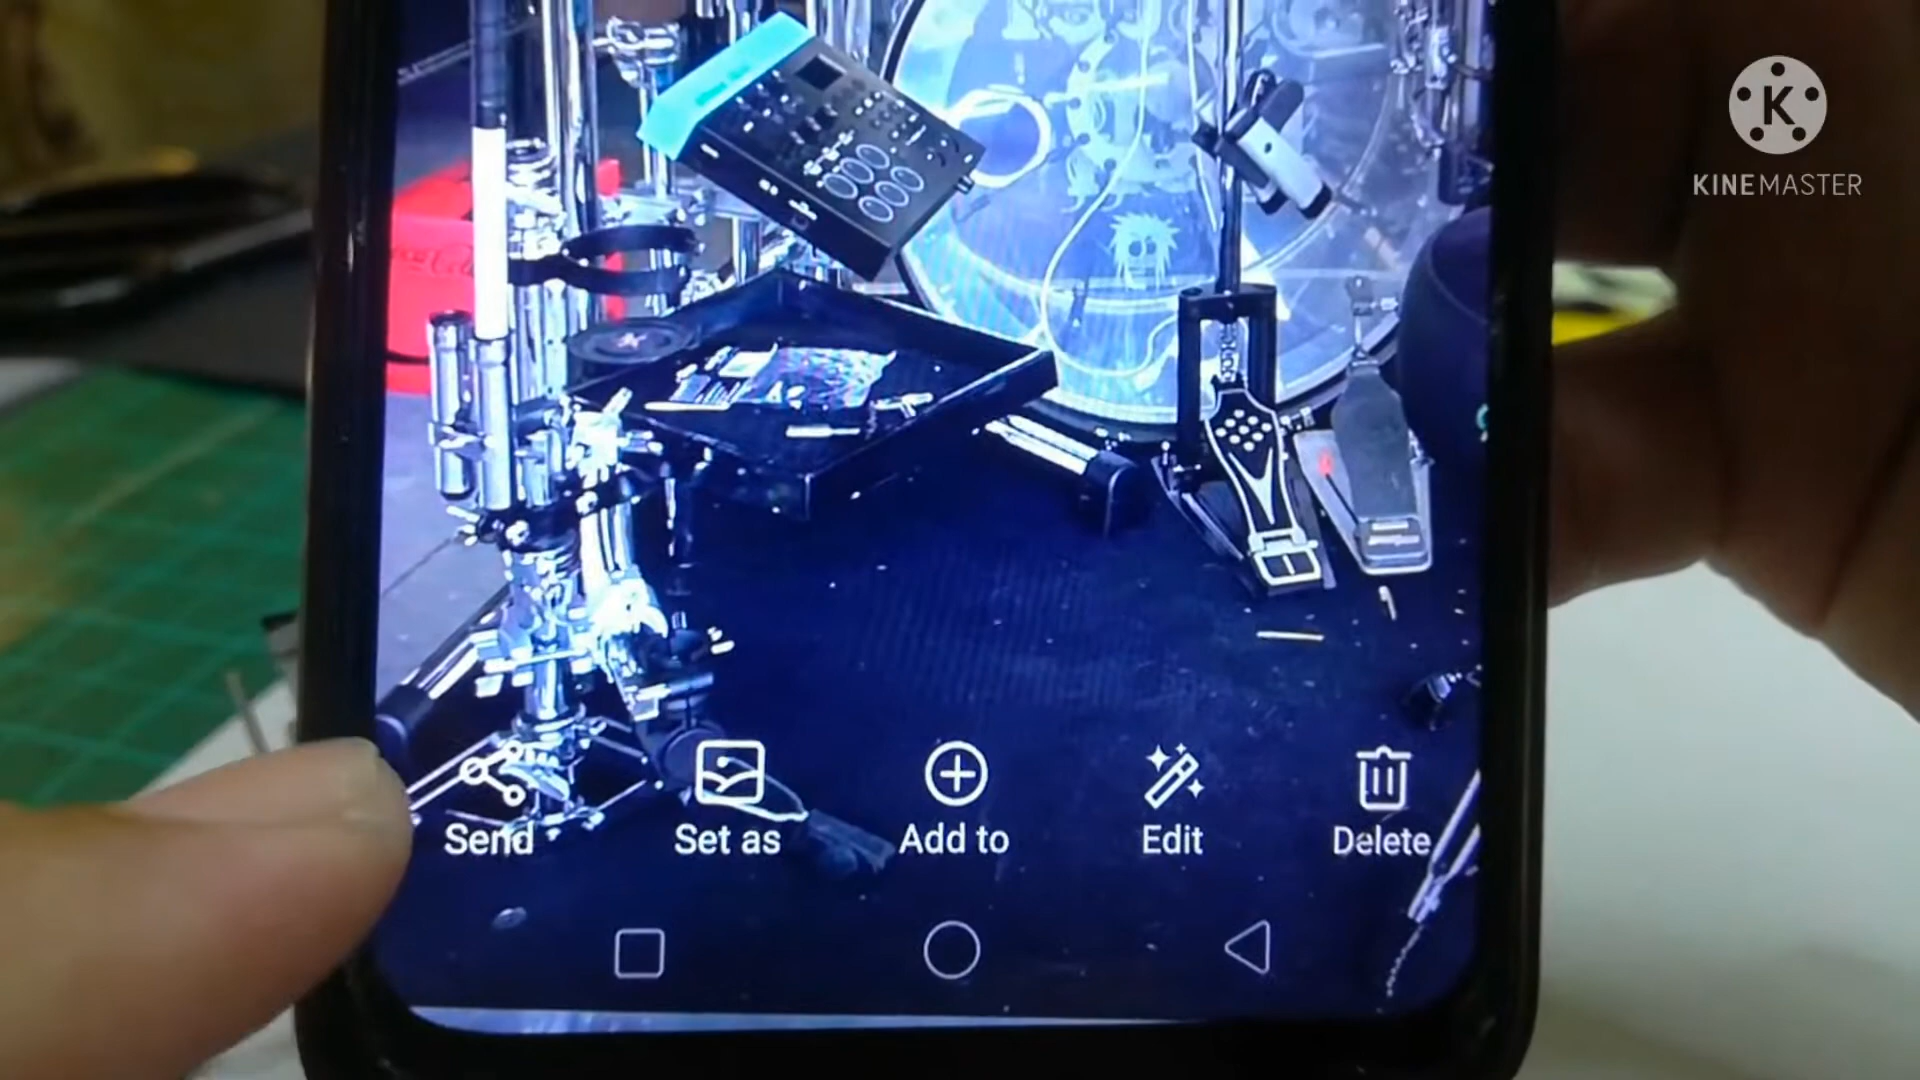 K
KINEMASTER
Send
Set as
Add to
Edit
Delete